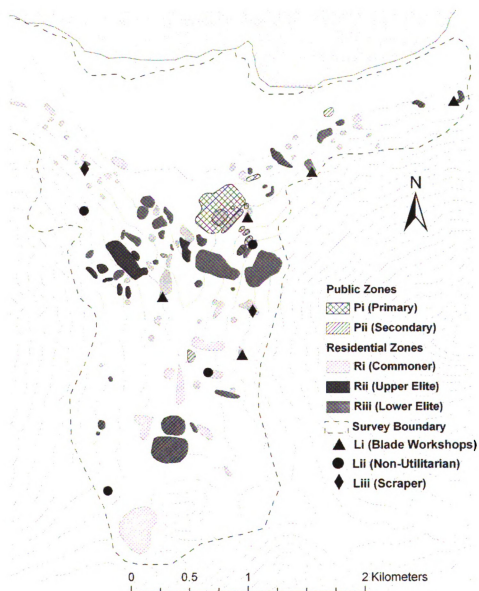 N
Public Zones
Pi (Primary)
Pii (Secondary)
Residential Zones
Ri (Commoner)
Rii (Upper Elite)
Riii (Lower Elite)
Survey Boundary
Li (Blade Workshops)
Lii (Non-Utilitarian)
Liii (Scraper)
0 0.5 1 2 Kilometers